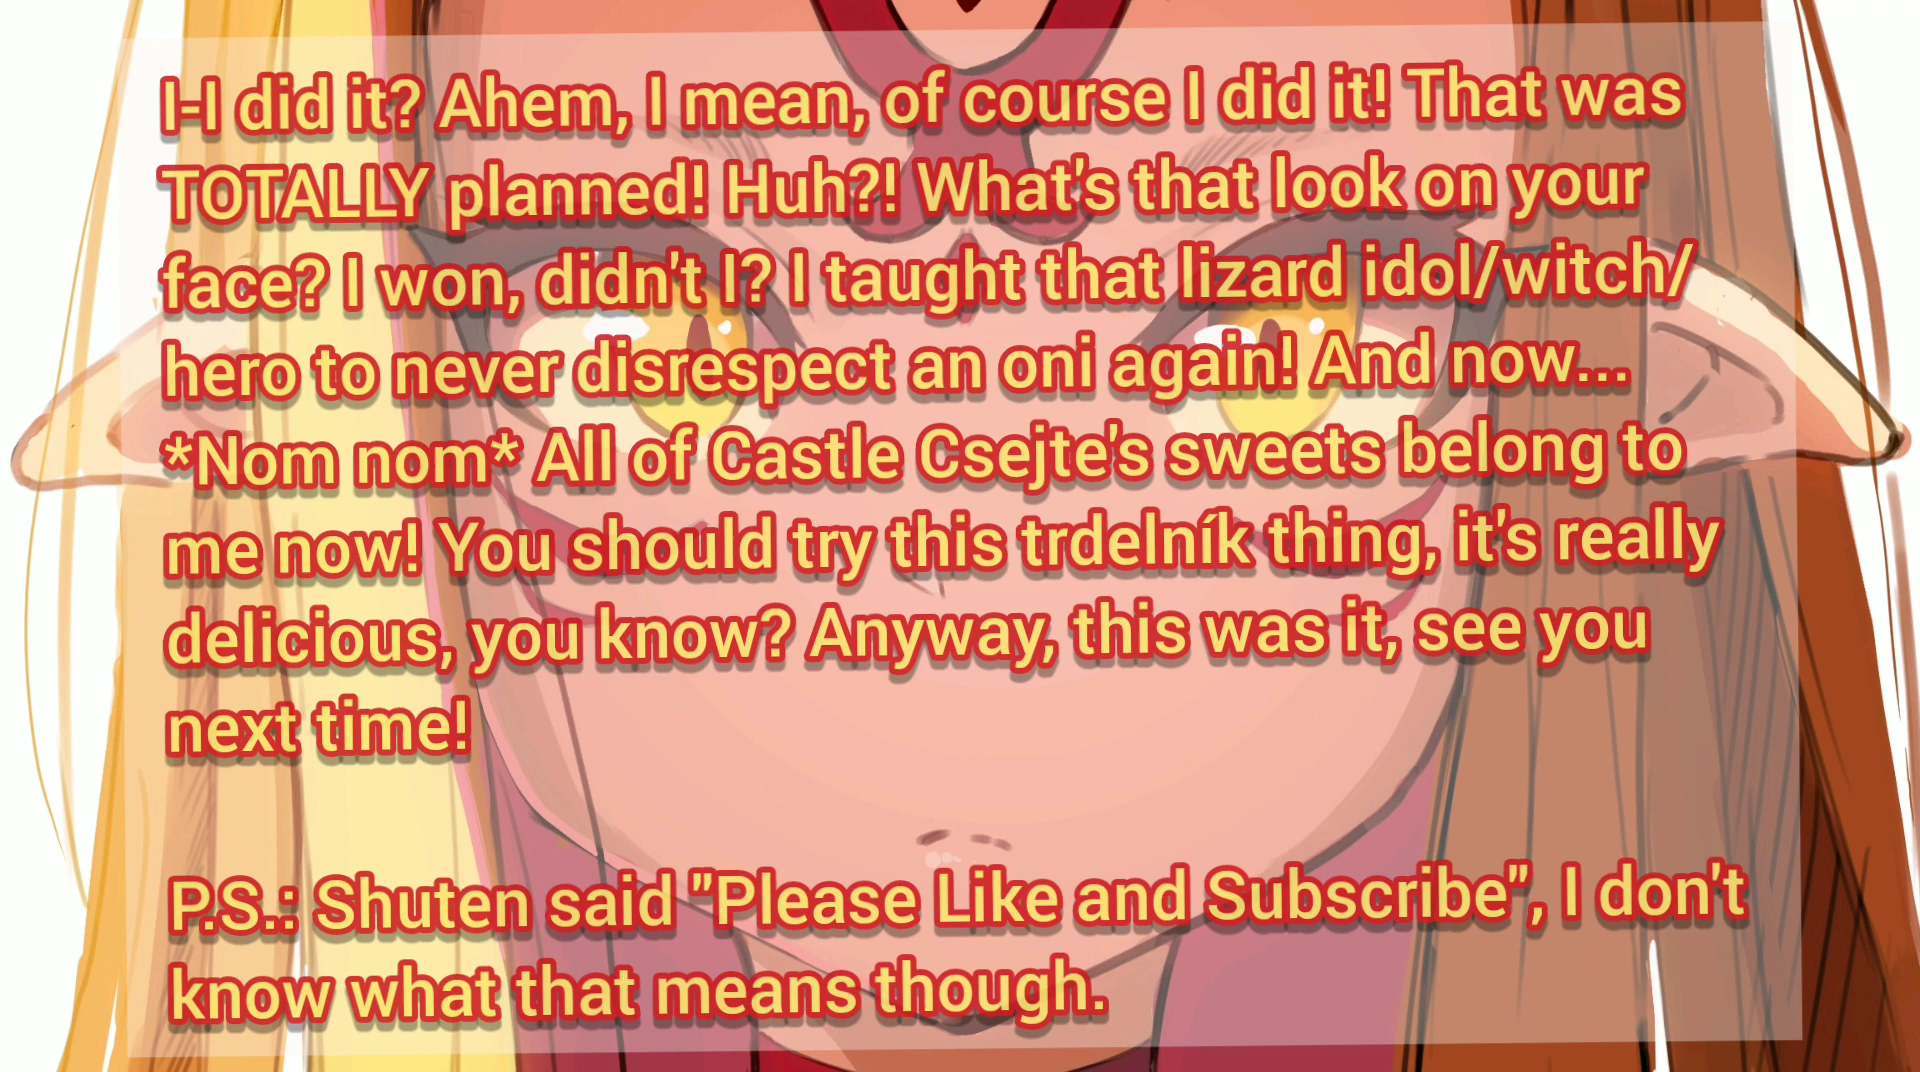 I-I did it? Ahem, I mean, of course I did it! That was
TOTALLY planned! Huh?! What's that look on your
face? I won, didn't I? I taught that lizard idol/witch/
hero to never disrespect an oni again! And now...
*Nom nom* All of Castle Csejte's sweets belong to
me now! You should try this trdelník thing, it's really
delicious, you know? Anyway, this was it, see you
next time!
P.S.: Shuten said "Please Like and Subscribe", I don't
know what that means though.